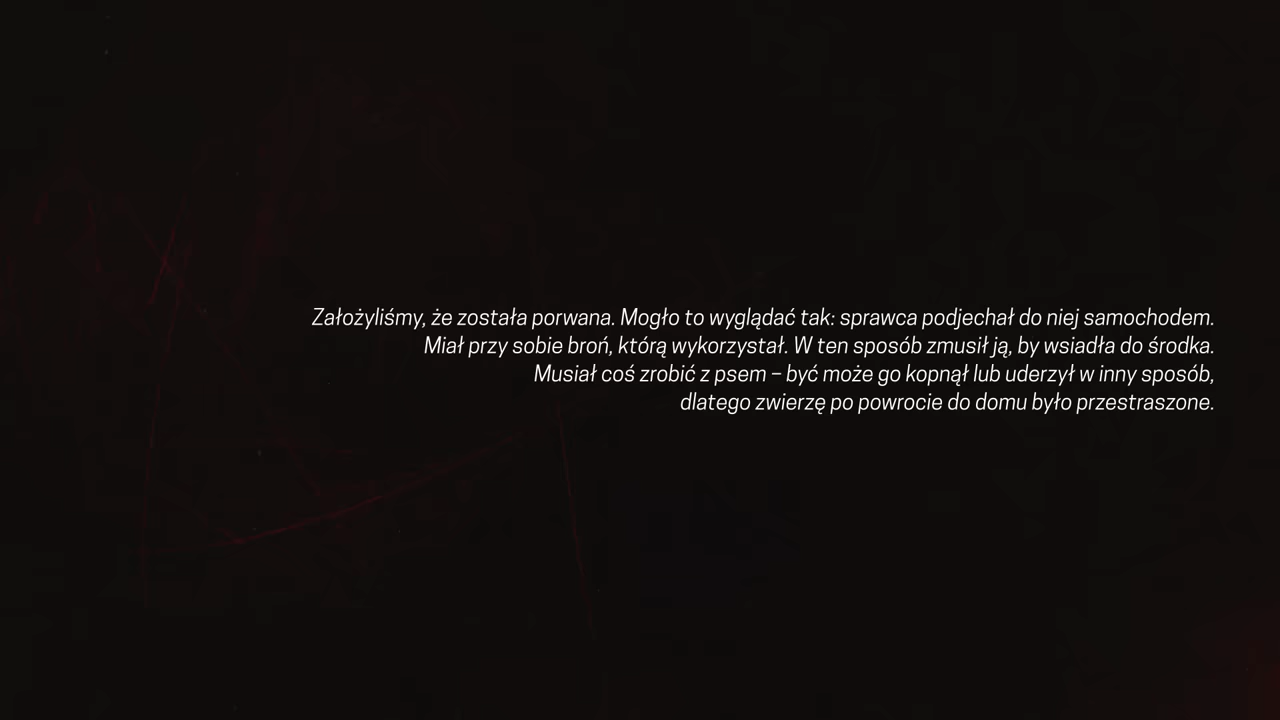 Założyliśmy, że została porwana. Mogło to wyglądać tak: sprawca podjechał do niej samochodem.
Miał przy sobie broń, którą wykorzystał. W ten sposób zmusił ją, by wsiadła do środka.
Musiał coś zrobić z psem – być może go kopnął lub uderzył w inny sposób,
dlatego zwierzę po powrocie do domu było przestraszone.